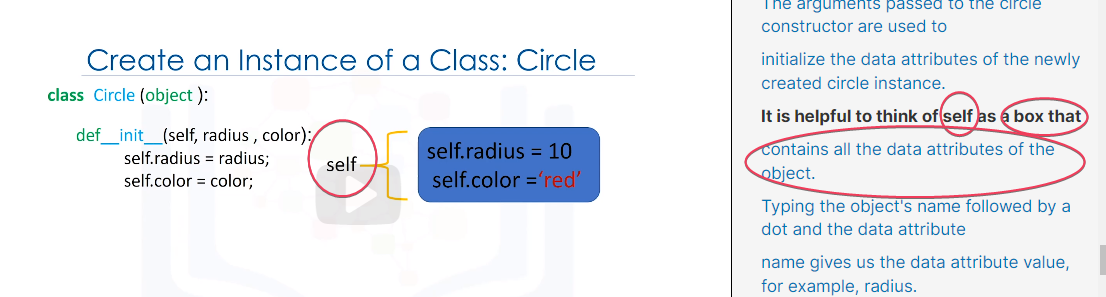 Create an Instance of a Class: Circle
class Circle (object ):
def__init__(self, radius , color):
self.radius = radius;
self.color = color;
self
self.radius = 10
self.color =‘red’
The arguments passed to the circle
constructor are used to
initialize the data attributes of the newly
created circle instance.
It is helpful to think of self as a box that
contains all the data attributes of the
object.
Typing the object's name followed by a
dot and the data attribute
name gives us the data attribute value,
for example, radius.